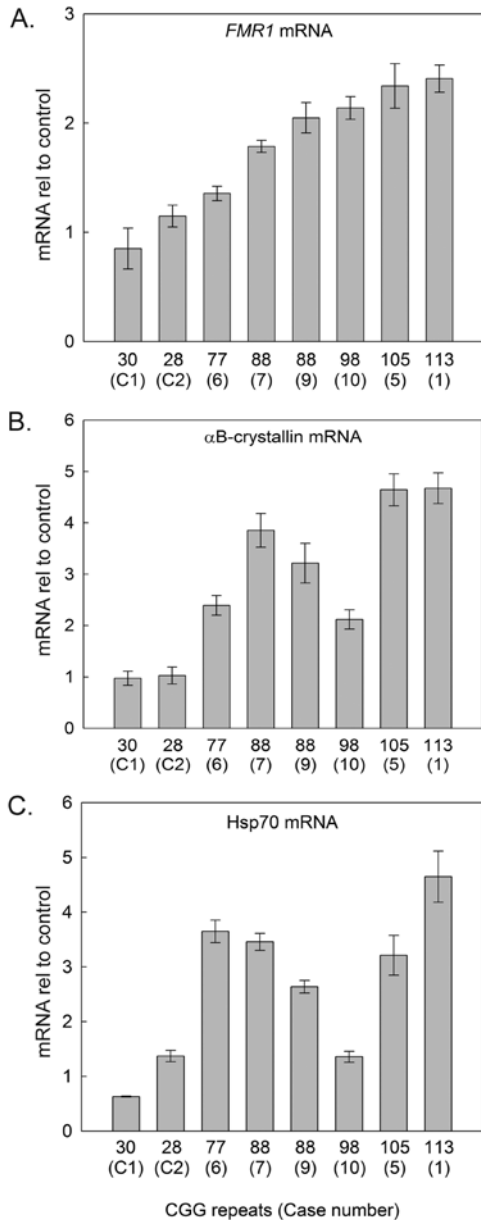 A.
FMR1 mRNA
mRNA rel to control
3
2
1
0
30 28 77 88 88 98 105 113
(C1) (C2) (6) (7) (9) (10) (5) (1)
B.
αB-crystallin mRNA
mRNA rel to control
6
5
4
3
2
1
0
30 28 77 88 88 98 105 113
(C1) (C2) (6) (7) (9) (10) (5) (1)
C.
Hsp70 mRNA
mRNA rel to control
6
5
4
3
2
1
0
30 28 77 88 88 98 105 113
(C1) (C2) (6) (7) (9) (10) (5) (1)
CGG repeats (Case number)